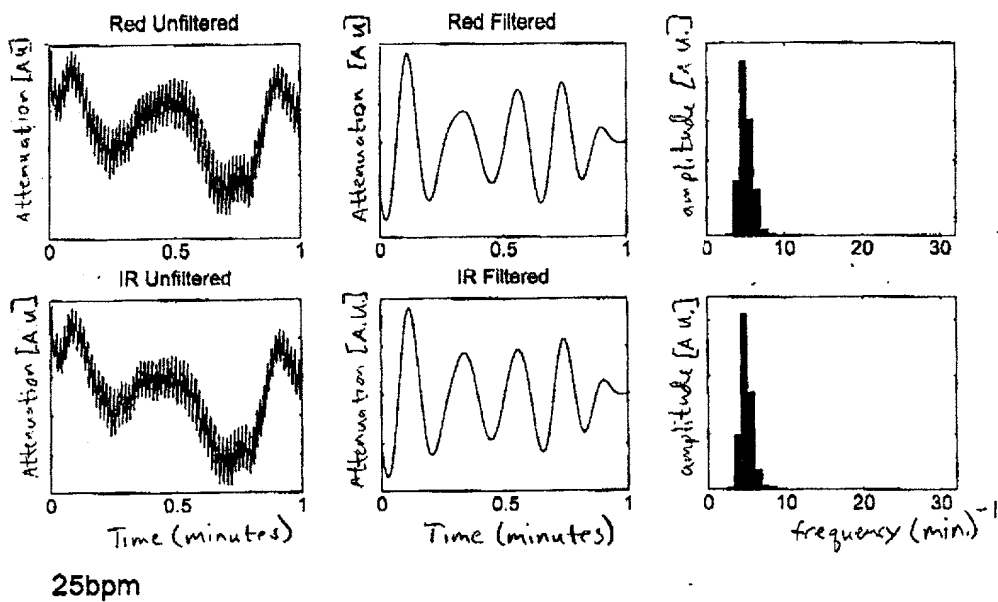 Red Unfiltered
Attenuation [A U]
0 0.5 1
Red Filtered
Attenuation [A U]
0 0.5 1
amplitude [A U.]
0 10 20 30
IR Unfiltered
Attenuation [A.U.]
0 0.5 1
Time (minutes)
IR Filtered
Attenuation [A.U.]
0 0.5 1
Time (minutes)
amplitude [A U.]
0 10 20 30
frequency (min.)⁻¹
25bpm